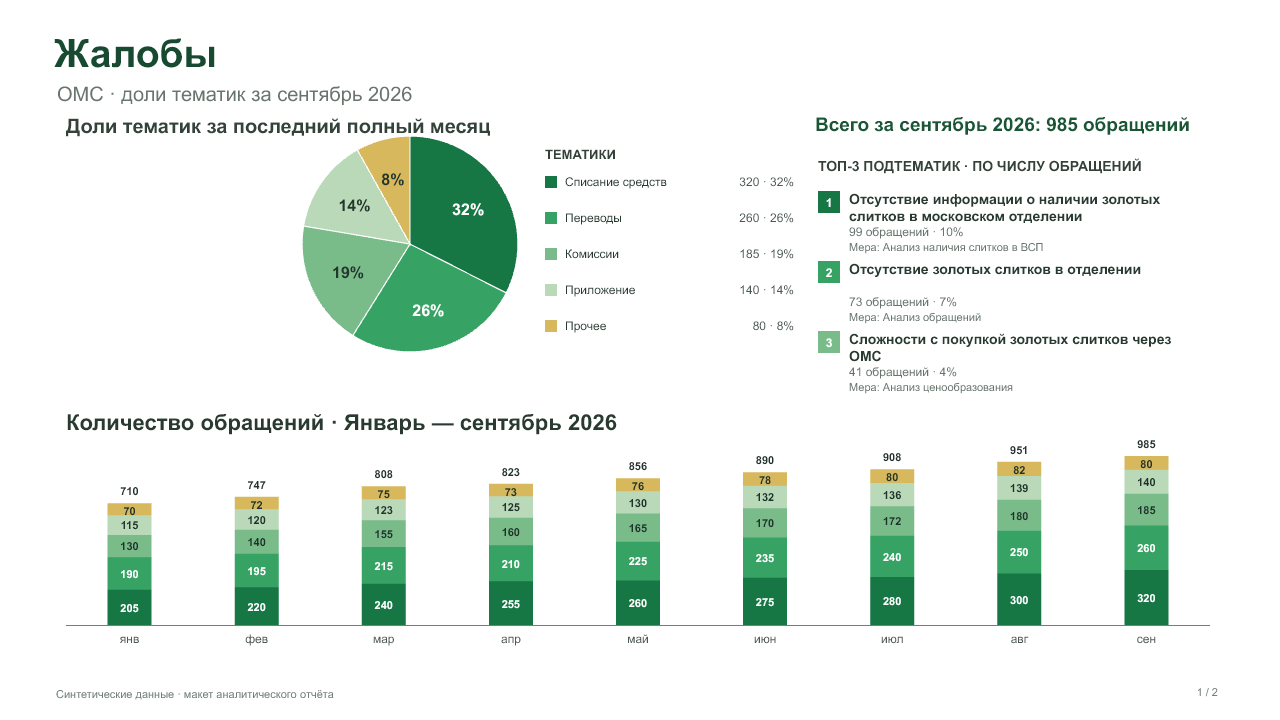 Жалобы
ОМС · доли тематик за сентябрь 2026
Доли тематик за последний полный месяц
32%
26%
19%
14%
8%
ТЕМАТИКИ
Списание средств 320 · 32%
Переводы 260 · 26%
Комиссии 185 · 19%
Приложение 140 · 14%
Прочее 80 · 8%
Всего за сентябрь 2026: 985 обращений
ТОП-3 ПОДТЕМАТИК · ПО ЧИСЛУ ОБРАЩЕНИЙ
1 Отсутствие информации о наличии золотых
слитков в московском отделении
99 обращений · 10%
Мера: Анализ наличия слитков в ВСП
2 Отсутствие золотых слитков в отделении
73 обращений · 7%
Мера: Анализ обращений
3 Сложности с покупкой золотых слитков через
ОМС
41 обращений · 4%
Мера: Анализ ценообразования
Количество обращений · Январь — сентябрь 2026
710 747 808 823 856 890 908 951 985
70 72 75 73 76 78 80 82 80
115 120 123 125 130 132 136 139 140
130 140 155 160 165 170 172 180 185
190 195 215 210 225 235 240 250 260
205 220 240 255 260 275 280 300 320
янв фев мар апр май июн июл авг сен
Синтетические данные · макет аналитического отчёта
1 / 2